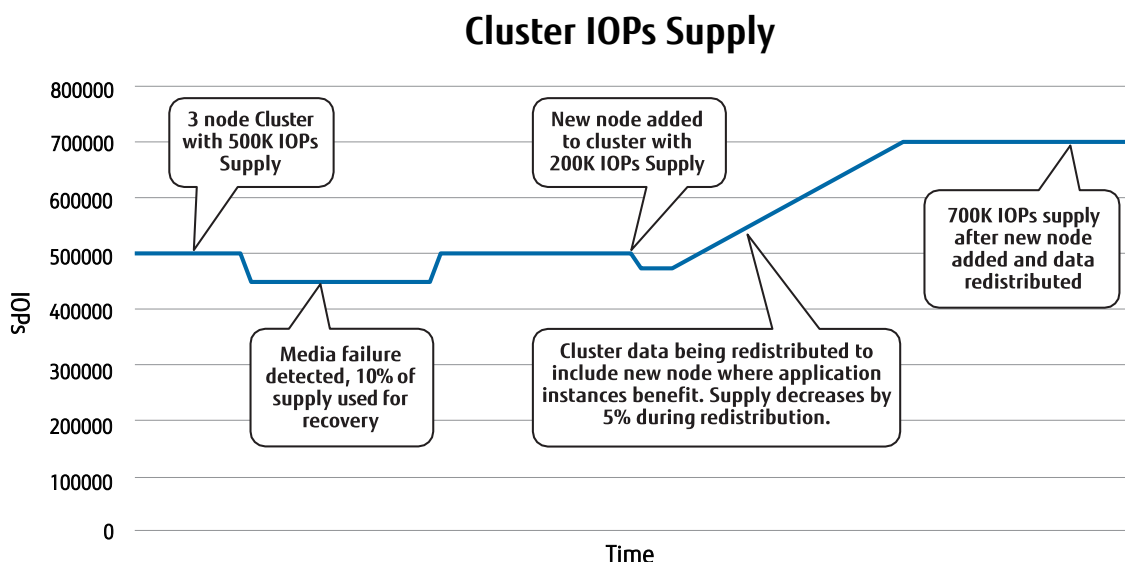 Cluster IOPs Supply
800000
700000
600000
500000
400000
300000
200000
100000
0
IOPs
Time
3 node Cluster
with 500K IOPs
Supply
Media failure
detected, 10% of
supply used for
recovery
New node added
to cluster with
200K IOPs Supply
Cluster data being redistributed to
include new node where application
instances benefit. Supply decreases by
5% during redistribution.
700K IOPs supply
after new node
added and data
redistributed